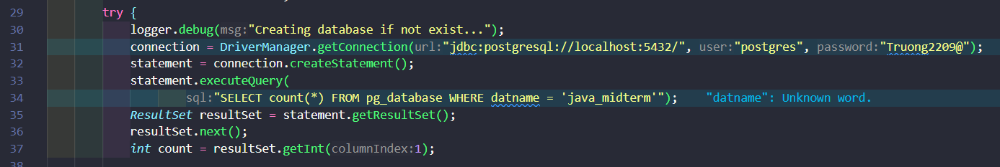 29 try {
30 logger.debug(msg:"Creating database if not exist...");
31 connection = DriverManager.getConnection(url:"jdbc:postgresql://localhost:5432/", user:"postgres", password:"Truong2209@");
32 statement = connection.createStatement();
33 statement.executeQuery(
34 sql:"SELECT count(*) FROM pg_database WHERE datname = 'java_midterm'"); "datname": Unknown word.
35 ResultSet resultSet = statement.getResultSet();
36 resultSet.next();
37 int count = resultSet.getInt(columnIndex:1);
38